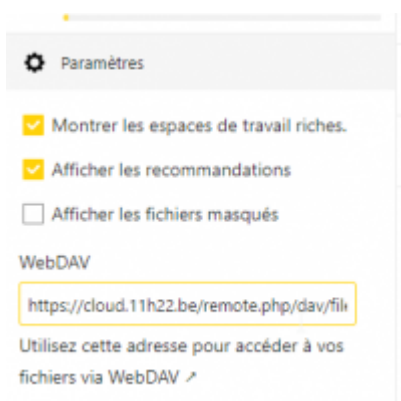 Paramètres
Montrer les espaces de travail riches.
Afficher les recommandations
Afficher les fichiers masqués
WebDAV
https://cloud.11h22.be/remote.php/dav/file
Utilisez cette adresse pour accéder à vos
fichiers via WebDAV ↗